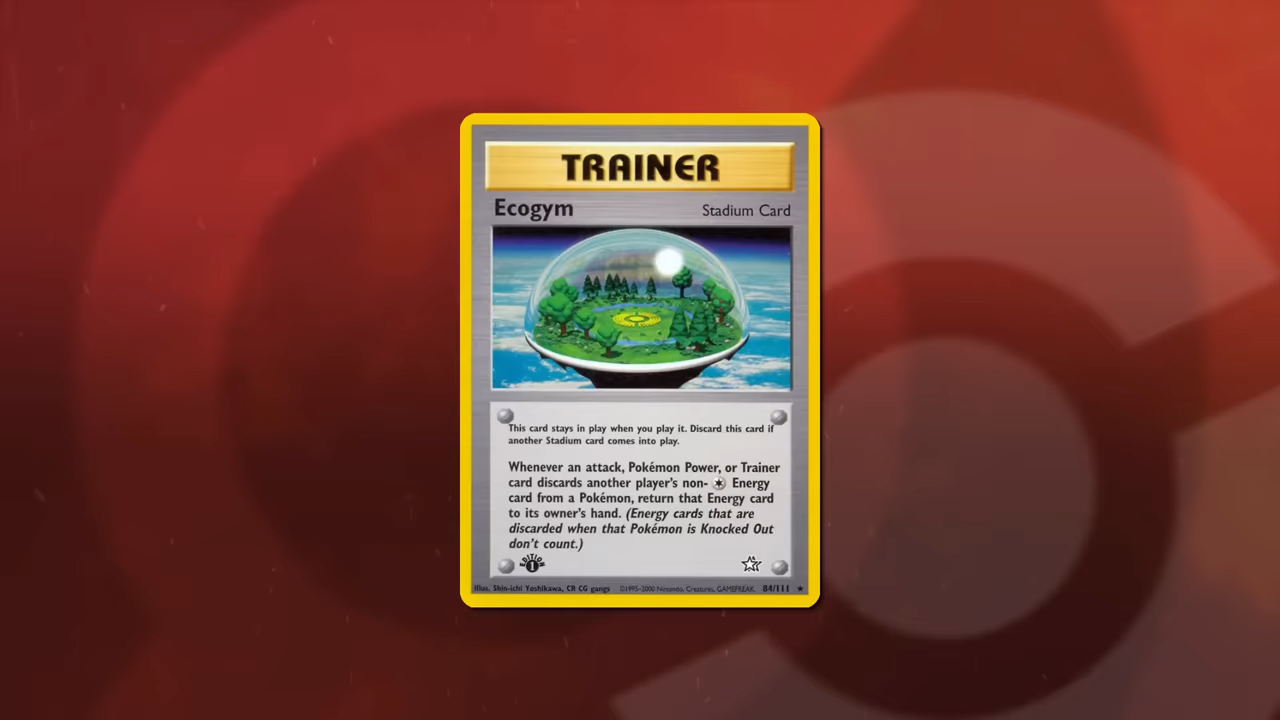 TRAINER
Ecogym Stadium Card
This card stays in play when you play it. Discard this card if
another Stadium card comes into play.
Whenever an attack, Pokémon Power, or Trainer
card discards another player's non- Energy
card from a Pokémon, return that Energy card
to its owner's hand. (Energy cards that are
discarded when that Pokémon is Knocked Out
don't count.)
EDITION
1
Illus. Shin-ichi Yoshikawa, CR CG gangs ©1995-2000 Nintendo, Creatures, GAMEFREAK. 84/111 ★